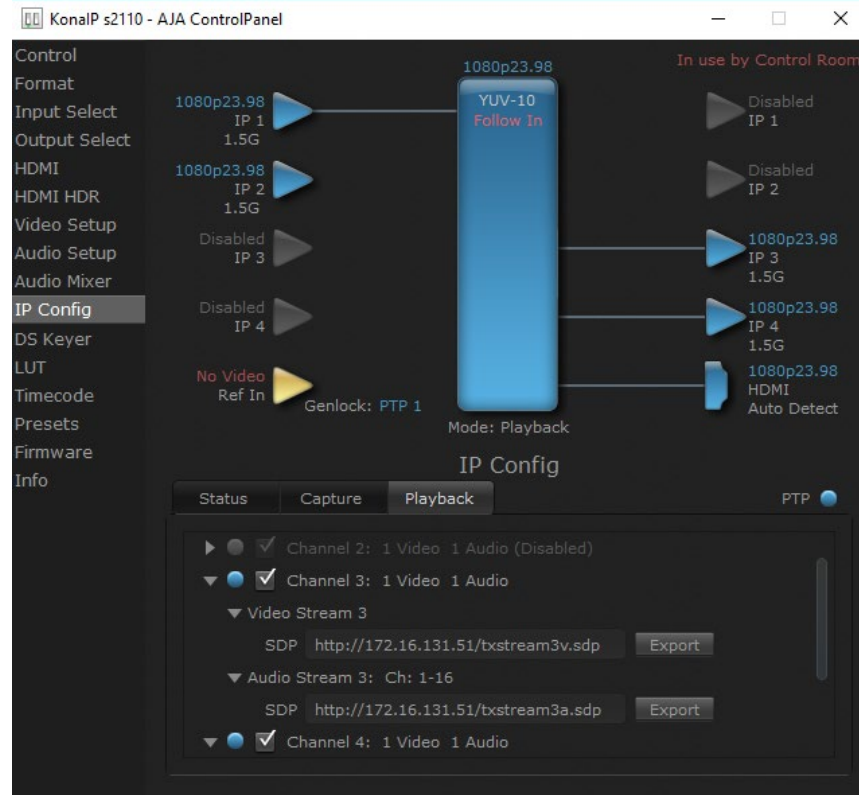 KonaIP s2110 - AJA ControlPanel
Control
Format
Input Select
Output Select
HDMI
HDMI HDR
Video Setup
Audio Setup
Audio Mixer
IP Config
DS Keyer
LUT
Timecode
Presets
Firmware
Info
In use by Control Room
1080p23.98
YUV-10
Follow In
1080p23.98
IP 1
1.5G
1080p23.98
IP 2
1.5G
Disabled
IP 3
Disabled
IP 4
No Video
Ref In
Genlock: PTP 1
Mode: Playback
Disabled
IP 1
Disabled
IP 2
1080p23.98
IP 3
1.5G
1080p23.98
IP 4
1.5G
1080p23.98
HDMI
Auto Detect
IP Config
Status Capture Playback PTP
Channel 2: 1 Video 1 Audio (Disabled)
Channel 3: 1 Video 1 Audio
Video Stream 3
SDP http://172.16.131.51/txstream3v.sdp Export
Audio Stream 3: Ch: 1-16
SDP http://172.16.131.51/txstream3a.sdp Export
Channel 4: 1 Video 1 Audio